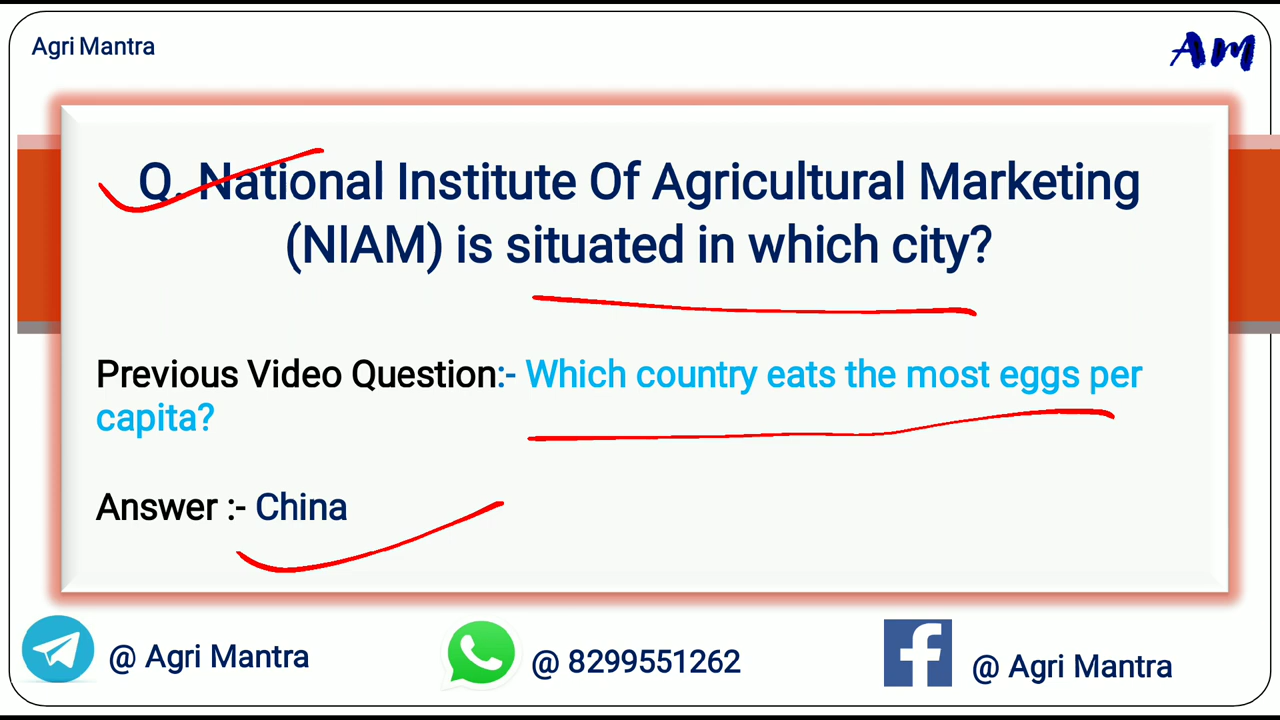 Agri Mantra
AM
Q. National Institute Of Agricultural Marketing
(NIAM) is situated in which city?
Previous Video Question:- Which country eats the most eggs per
capita?
Answer :- China
@ Agri Mantra
@ 8299551262
@ Agri Mantra